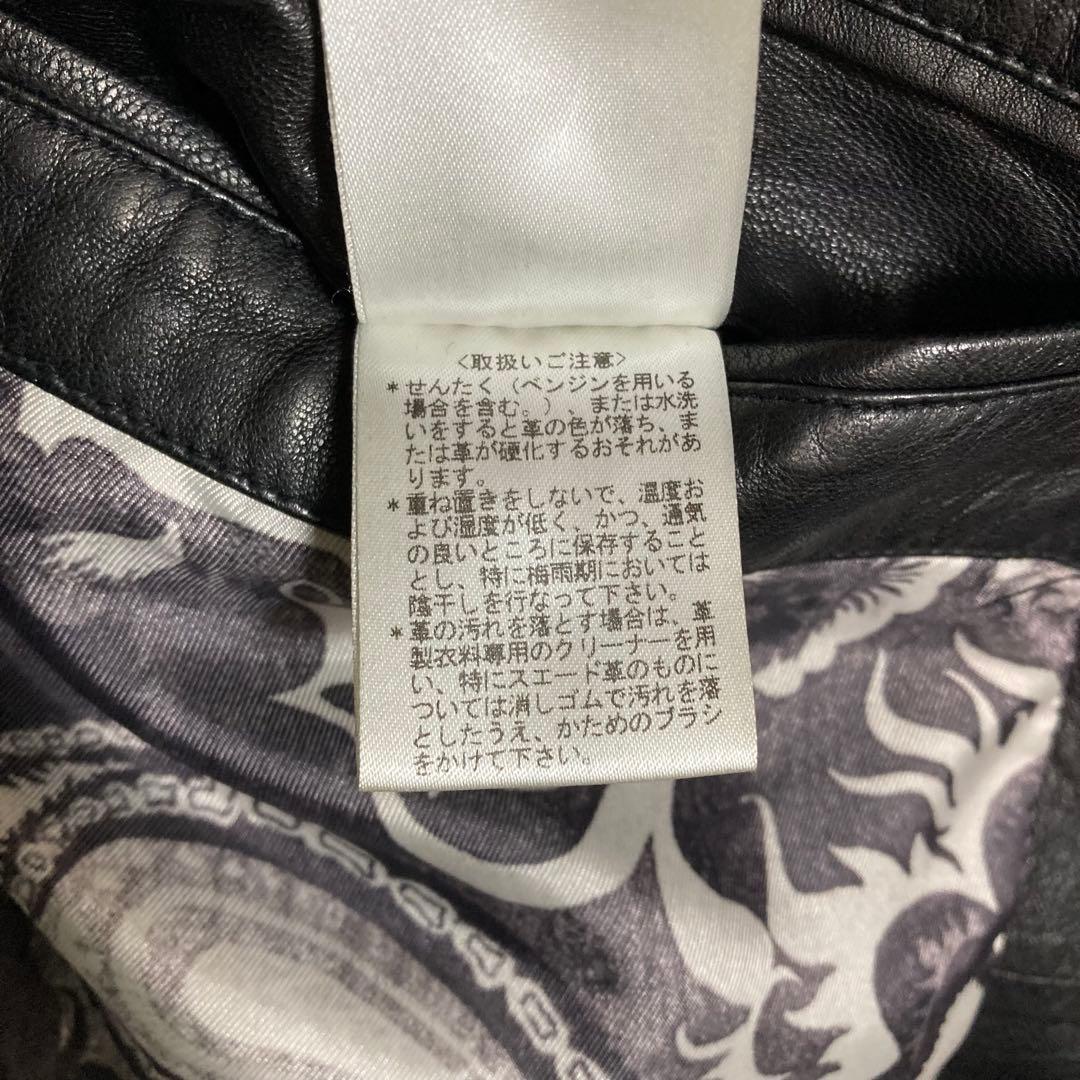 <取扱いご注意>
*せんたく（ベンジンを用いる
場合を含む。）、または水洗
いをすると革の色が落ち、ま
たは革が硬化するおそれがあ
ります。
*重ね置きをしないで、温度お
よび湿度が低く、かつ、通気
の良いところに保存すること
とし、特に梅雨期においては
陰干しを行なって下さい。
*革の汚れを落とす場合は、革
製衣料専用のクリーナーを用
い、特にスエード革のものに
ついては消しゴムで汚れを落
としたうえ、かためのブラシ
をかけて下さい。